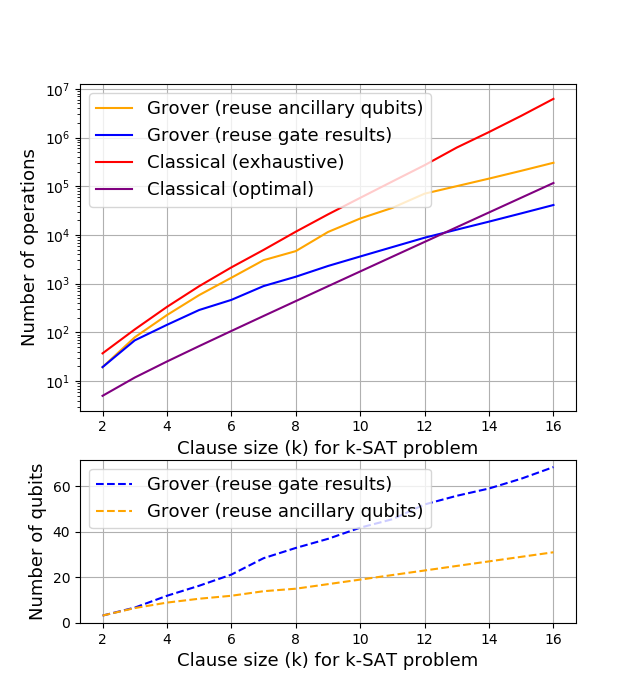 10^7
10^6
10^5
10^4
10^3
10^2
10^1
Number of operations
Grover (reuse ancillary qubits)
Grover (reuse gate results)
Classical (exhaustive)
Classical (optimal)
2 4 6 8 10 12 14 16
Clause size (k) for k-SAT problem
60
40
20
0
Number of qubits
Grover (reuse gate results)
Grover (reuse ancillary qubits)
2 4 6 8 10 12 14 16
Clause size (k) for k-SAT problem